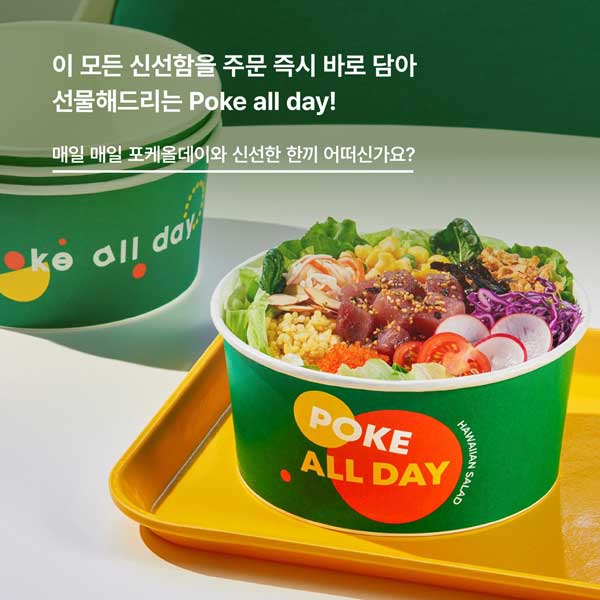 이 모든 신선함을 주문 즉시 바로 담아
선물해드리는 Poke all day!
매일 매일 포케올데이와 신선한 한끼 어떠신가요?
oke all day
POKE
ALL DAY
HAWAIIAN SALAD